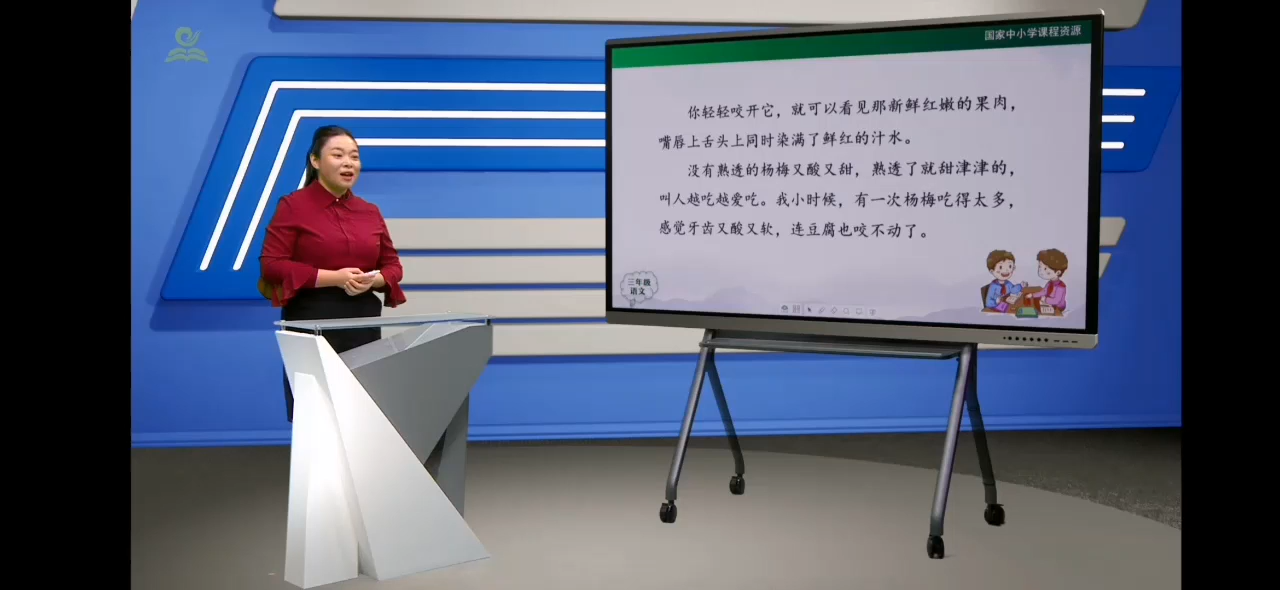 国家中小学课程资源
你轻轻咬开它，就可以看见那新鲜红嫩的果肉，
嘴唇上舌头上同时染满了鲜红的汁水。
没有熟透的杨梅又酸又甜，熟透了就甜津津的，
叫人越吃越爱吃。我小时候，有一次杨梅吃得太多，
感觉牙齿又酸又软，连豆腐也咬不动了。
三年级
语文